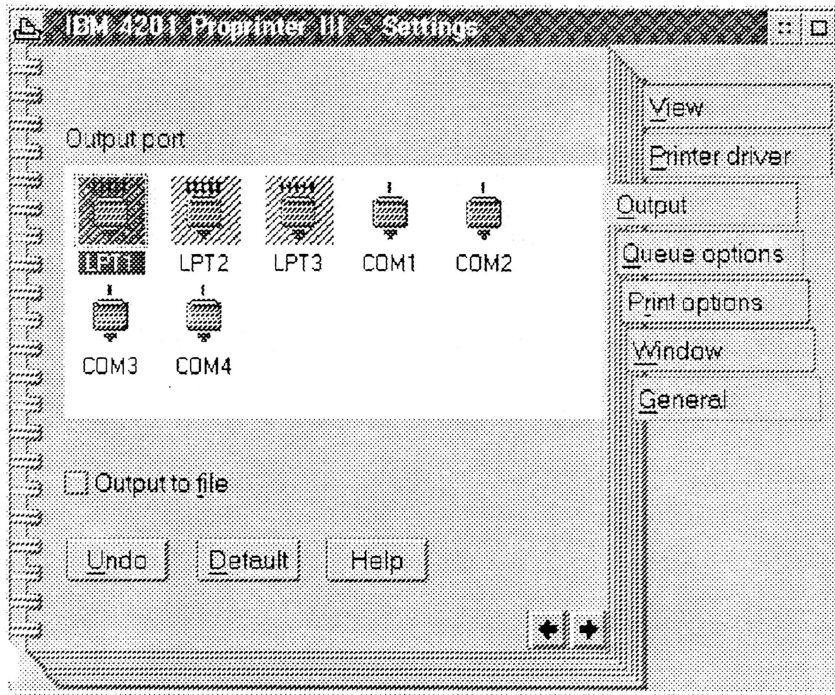 IBM 4201 Proprinter III - Settings
View
Output port
Printer driver
Output
LPT1 LPT2 LPT3 COM1 COM2
Queue options
Print options
COM3 COM4
Window
General
Output to file
Undo Default Help